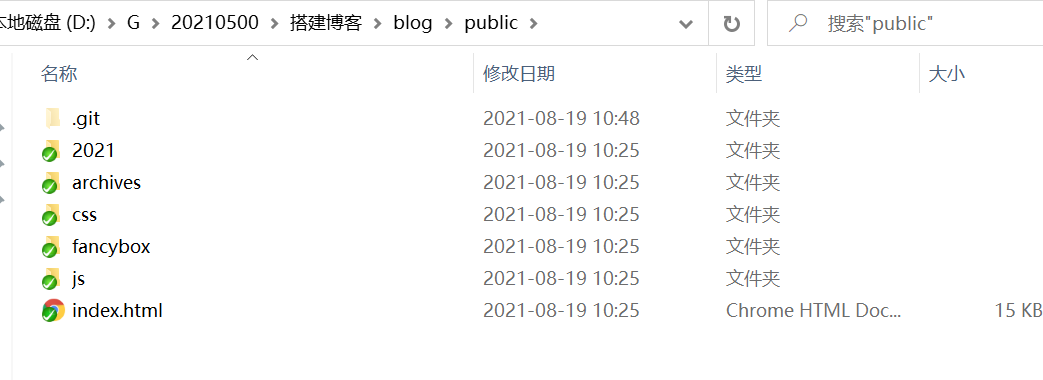 本地磁盘 (D:) › G › 20210500 › 搭建博客 › blog › public › 搜索"public"
名称 修改日期 类型 大小
.git 2021-08-19 10:48 文件夹
2021 2021-08-19 10:25 文件夹
archives 2021-08-19 10:25 文件夹
css 2021-08-19 10:25 文件夹
fancybox 2021-08-19 10:25 文件夹
js 2021-08-19 10:25 文件夹
index.html 2021-08-19 10:25 Chrome HTML Doc... 15 KB